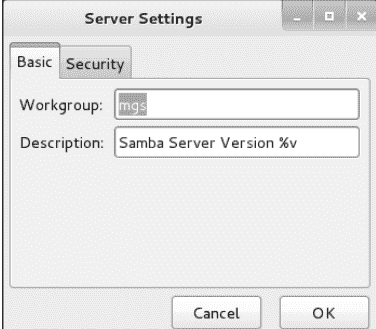 Server Settings
Basic Security
Workgroup: mgs
Description: Samba Server Version %v
Cancel OK